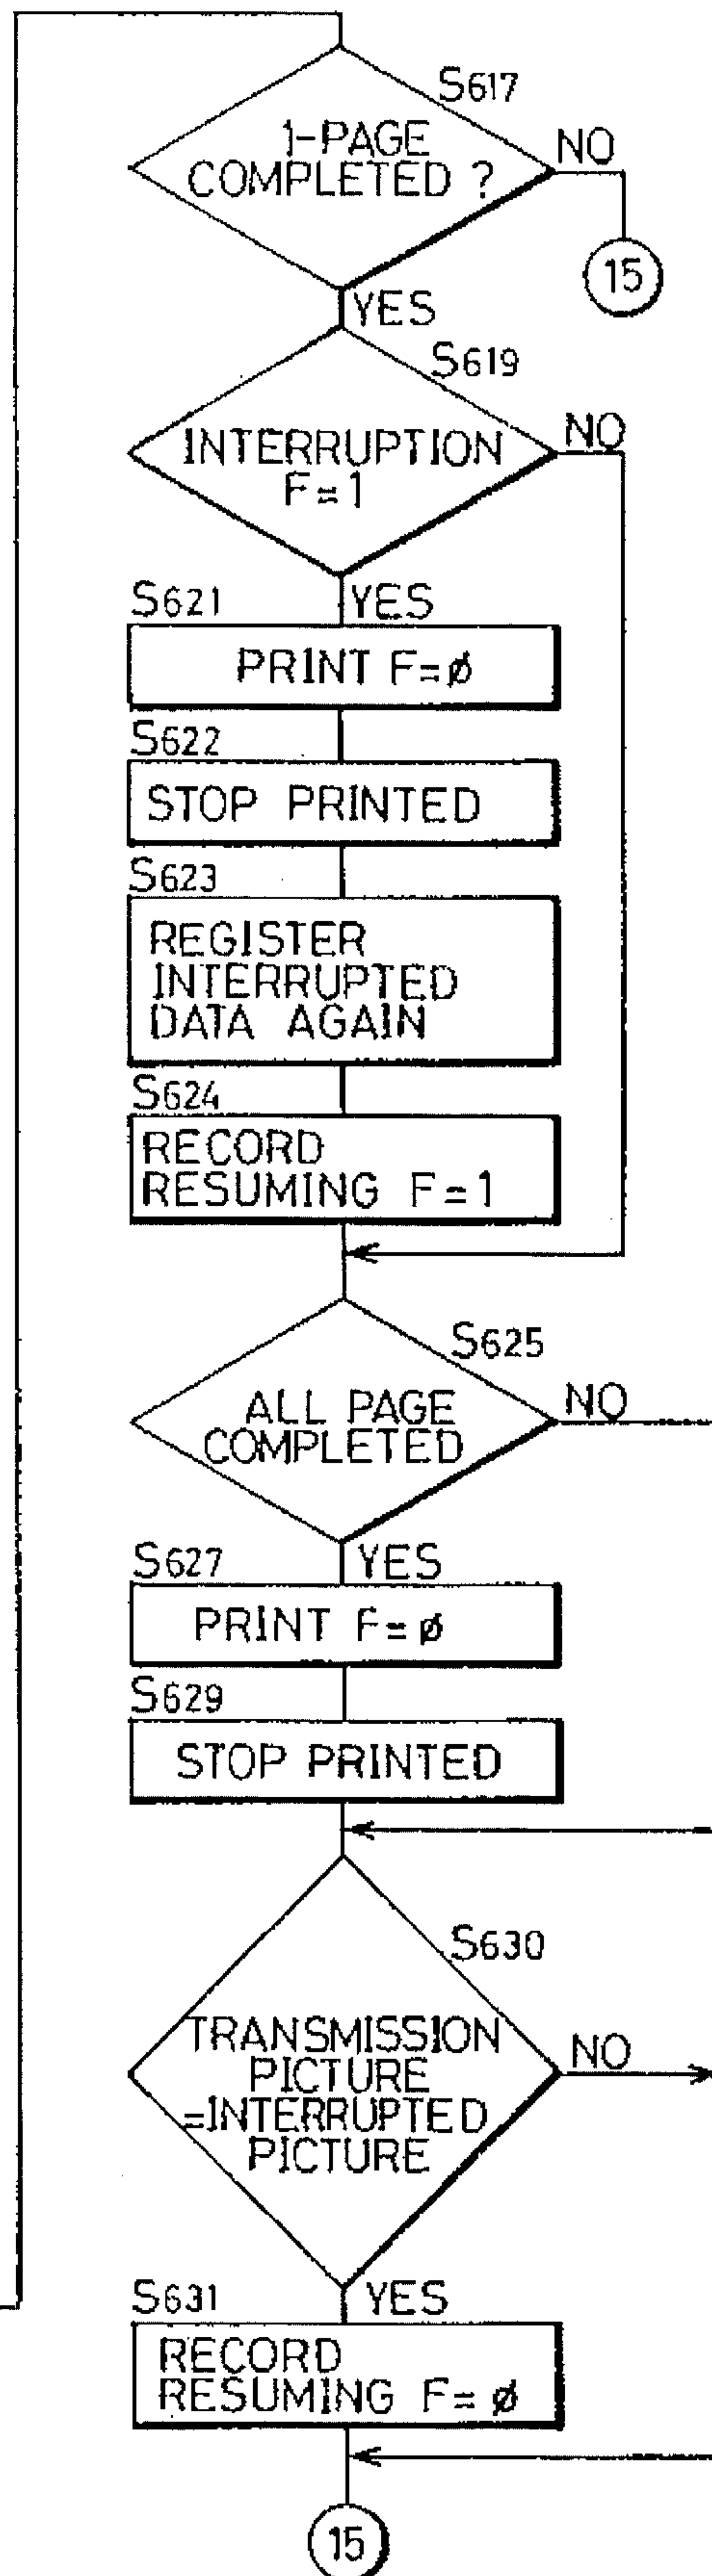 S617
1-PAGE
COMPLETED ?
NO
15
YES
S619
INTERRUPTION
F=1
NO
YES
S621
PRINT F=ø
S622
STOP PRINTED
S623
REGISTER
INTERRUPTED
DATA AGAIN
S624
RECORD
RESUMING F=1
S625
ALL PAGE
COMPLETED
NO
YES
S627
PRINT F=ø
S629
STOP PRINTED
S630
TRANSMISSION
PICTURE
=INTERRUPTED
PICTURE
NO
YES
S631
RECORD
RESUMING F=ø
15